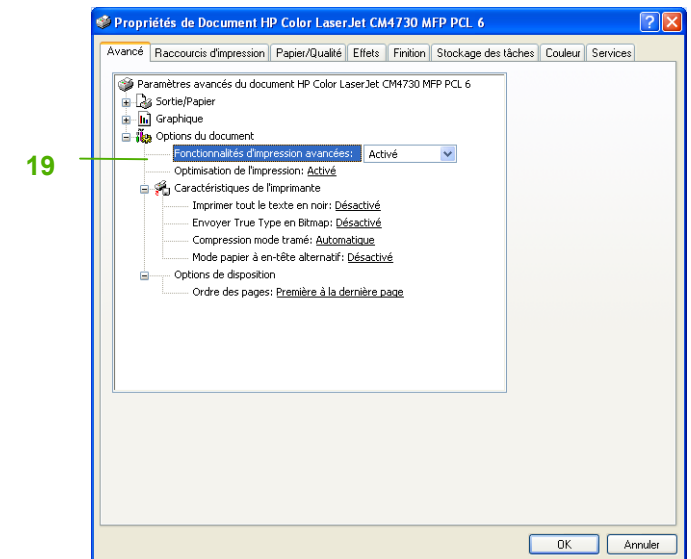 Propriétés de Document HP Color LaserJet CM4730 MFP PCL 6
Avancé Raccourcis d'impression Papier/Qualité Effets Finition Stockage des tâches Couleur Services
Paramètres avancés du document HP Color LaserJet CM4730 MFP PCL 6
Sortie/Papier
Graphique
Options du document
19 Fonctionnalités d'impression avancées: Activé
Optimisation de l'impression: Activé
Caractéristiques de l'imprimante
Imprimer tout le texte en noir: Désactivé
Envoyer True Type en Bitmap: Désactivé
Compression mode tramé: Automatique
Mode papier à en-tête alternatif: Désactivé
Options de disposition
Ordre des pages: Première à la dernière page
OK Annuler